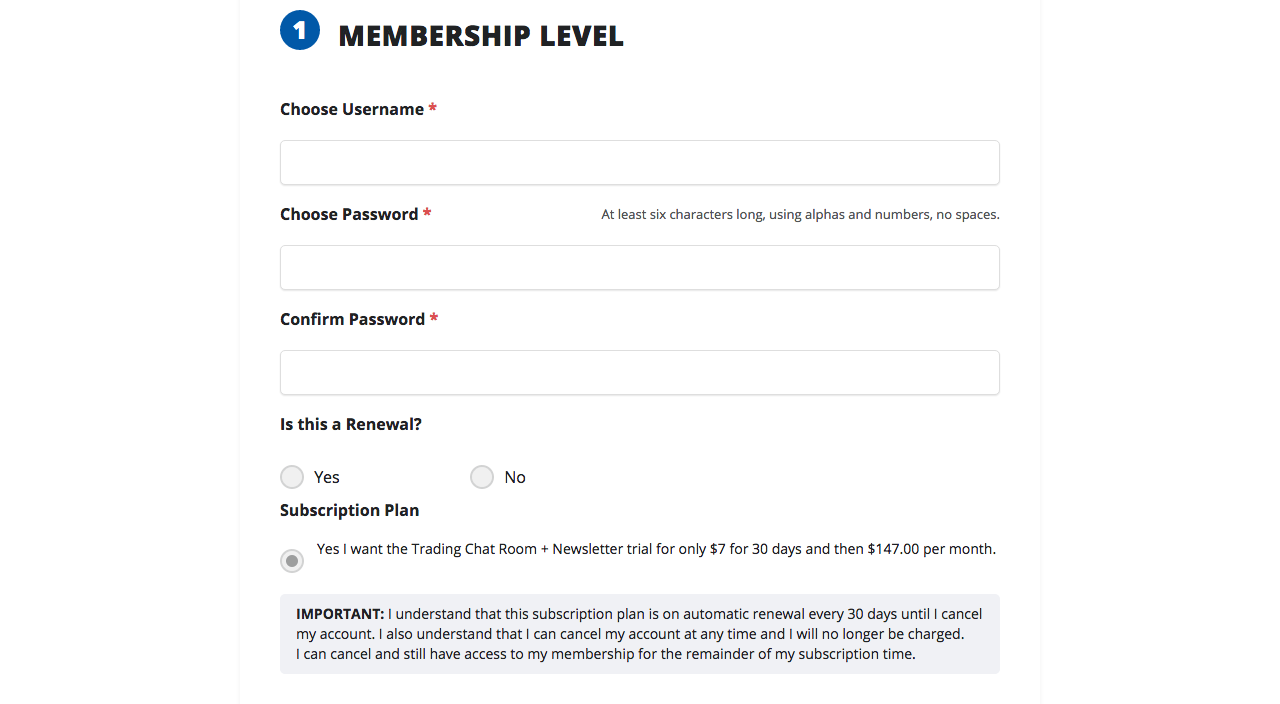 1 MEMBERSHIP LEVEL
Choose Username *
Choose Password * At least six characters long, using alphas and numbers, no spaces.
Confirm Password *
Is this a Renewal?
Yes No
Subscription Plan
Yes I want the Trading Chat Room + Newsletter trial for only $7 for 30 days and then $147.00 per month.
IMPORTANT: I understand that this subscription plan is on automatic renewal every 30 days until I cancel
my account. I also understand that I can cancel my account at any time and I will no longer be charged.
I can cancel and still have access to my membership for the remainder of my subscription time.